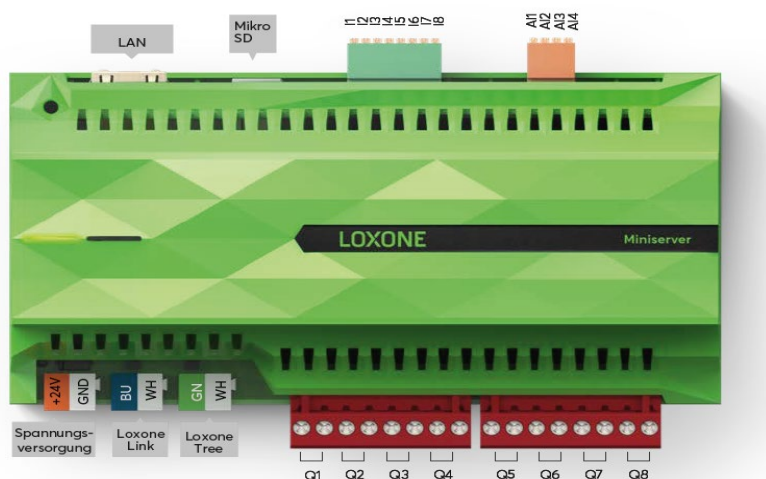 LAN
Mikro
SD
I1
I2
I3
I4
I5
I6
I7
I8
AI1
AI2
AI3
AI4
LOXONE
Miniserver
+24V
GND
BU
WH
GN
WH
Spannungs-
versorgung
Loxone
Link
Loxone
Tree
Q1 Q2 Q3 Q4 Q5 Q6 Q7 Q8